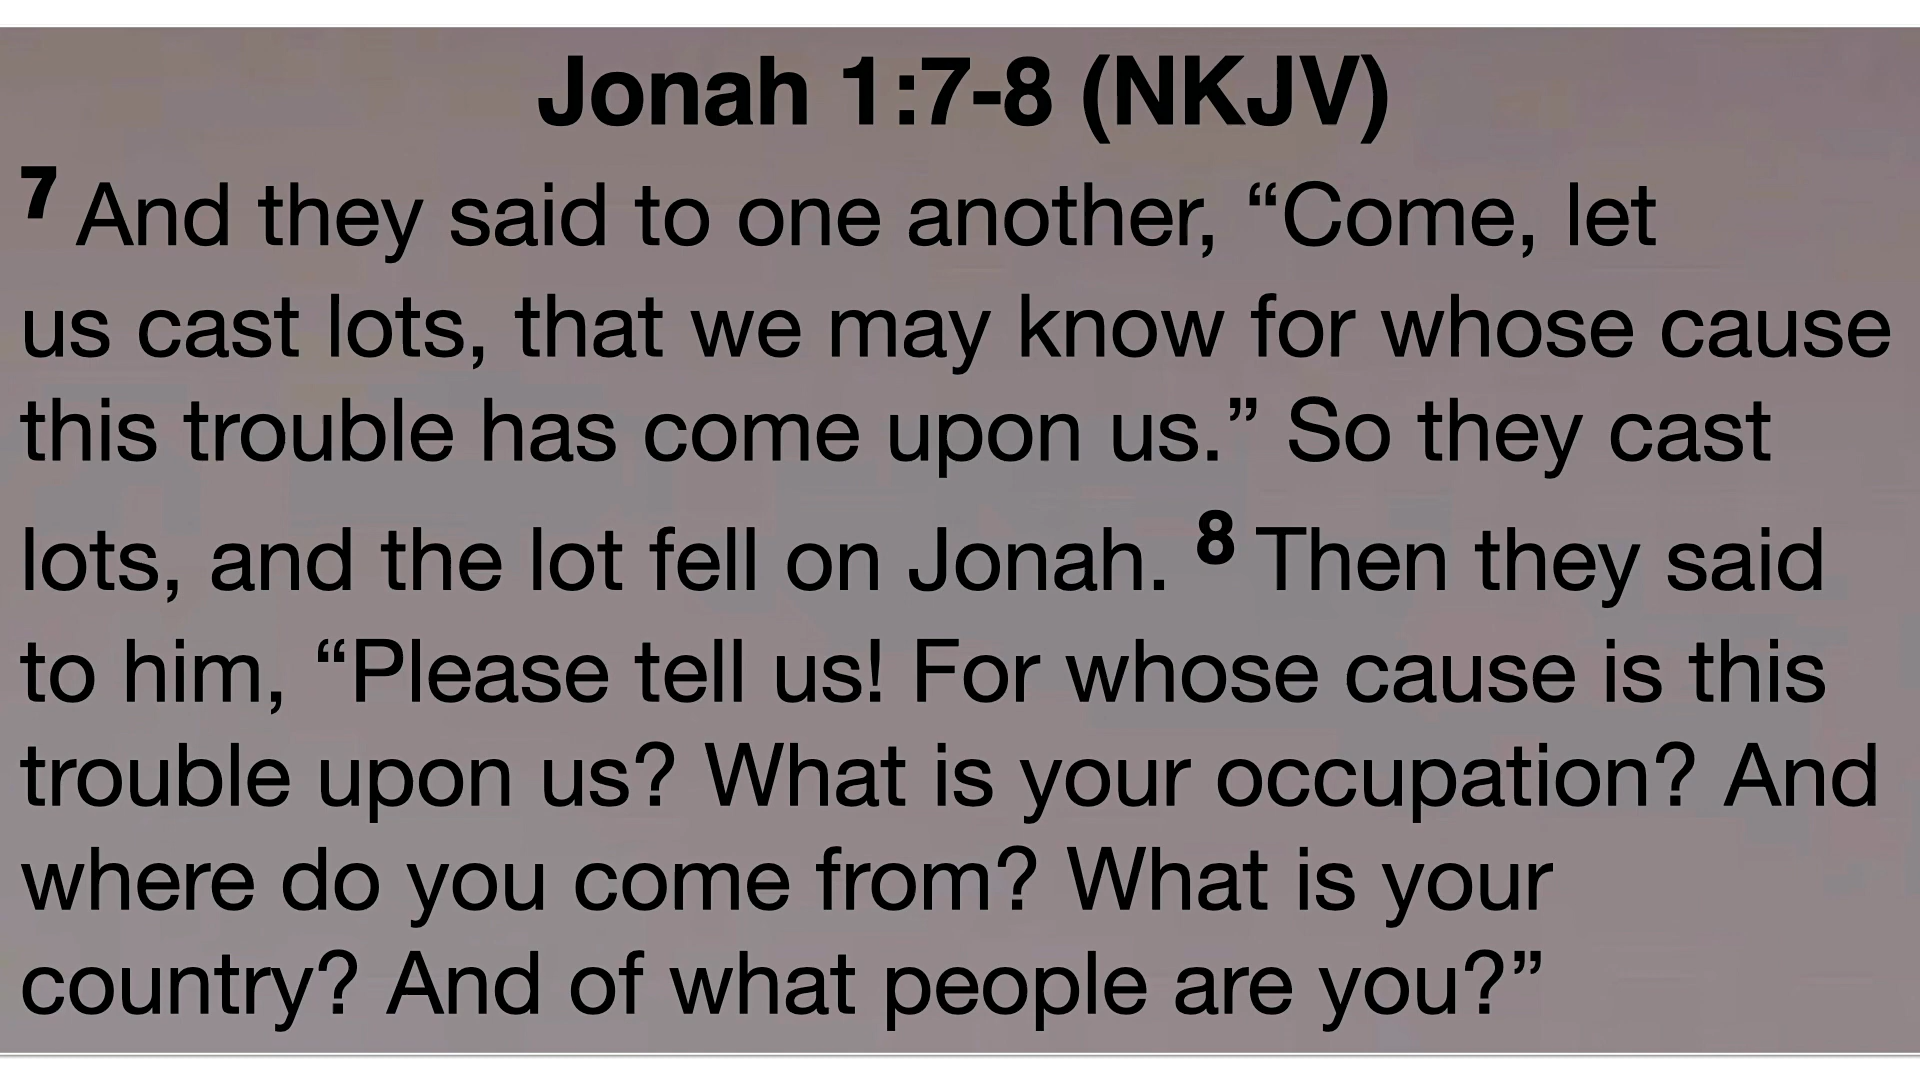 Jonah 1:7-8 (NKJV)
7 And they said to one another, “Come, let
us cast lots, that we may know for whose cause
this trouble has come upon us.” So they cast
lots, and the lot fell on Jonah. 8 Then they said
to him, “Please tell us! For whose cause is this
trouble upon us? What is your occupation? And
where do you come from? What is your
country? And of what people are you?”